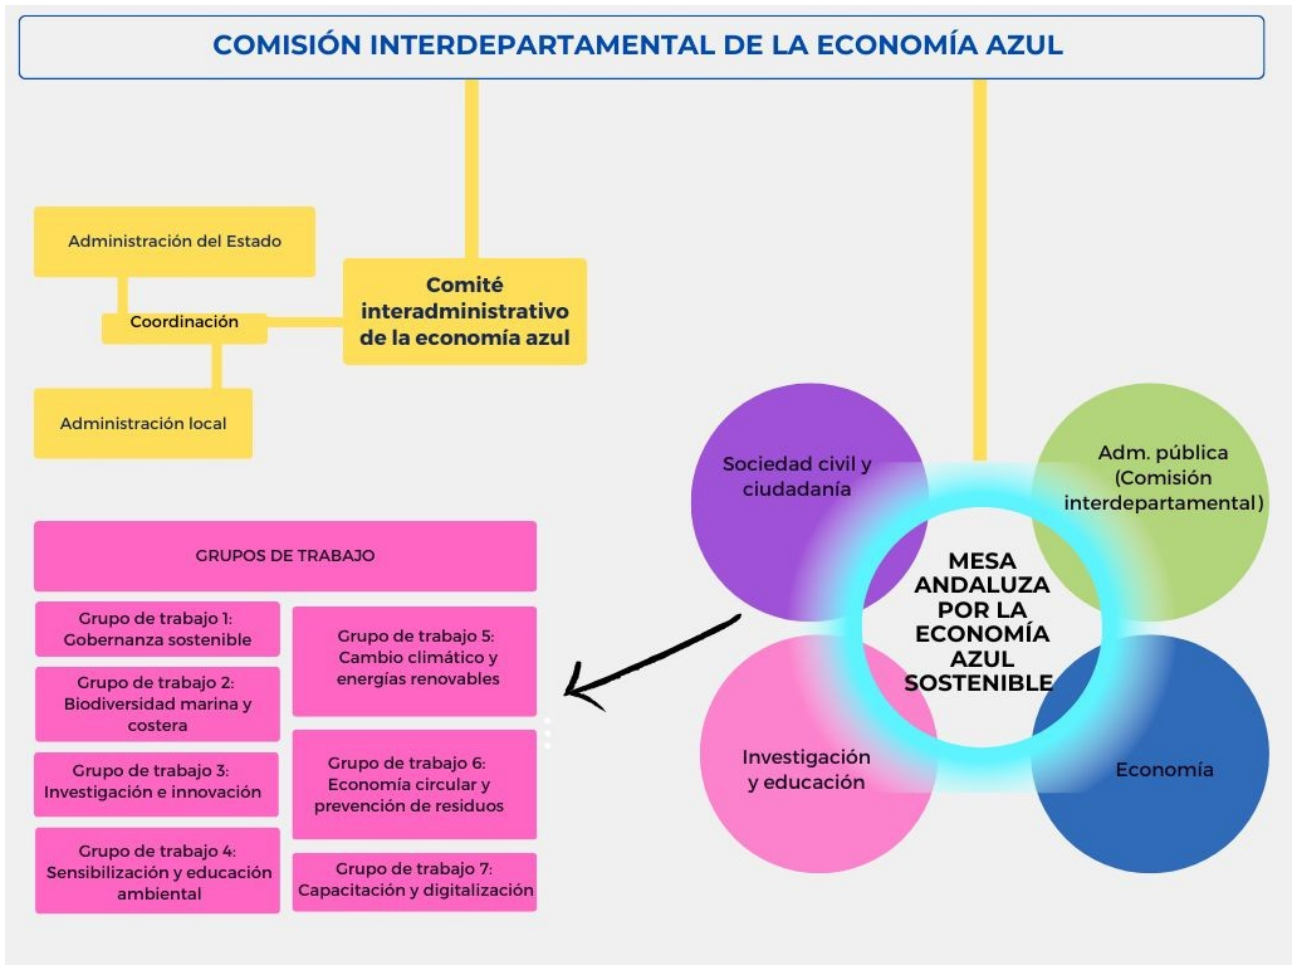 COMISIÓN INTERDEPARTAMENTAL DE LA ECONOMÍA AZUL
Administración del Estado
Coordinación
Administración local
Comité
interadministrativo
de la economía azul
Sociedad civil y
ciudadanía
Adm. pública
(Comisión
interdepartamental)
MESA
ANDALUZA
POR LA
ECONOMÍA
AZUL
SOSTENIBLE
Investigación
y educación
Economía
GRUPOS DE TRABAJO
Grupo de trabajo 1:
Gobernanza sostenible
Grupo de trabajo 2:
Biodiversidad marina y
costera
Grupo de trabajo 3:
Investigación e innovación
Grupo de trabajo 4:
Sensibilización y educación
ambiental
Grupo de trabajo 5:
Cambio climático y
energías renovables
Grupo de trabajo 6:
Economía circular y
prevención de residuos
Grupo de trabajo 7:
Capacitación y digitalización